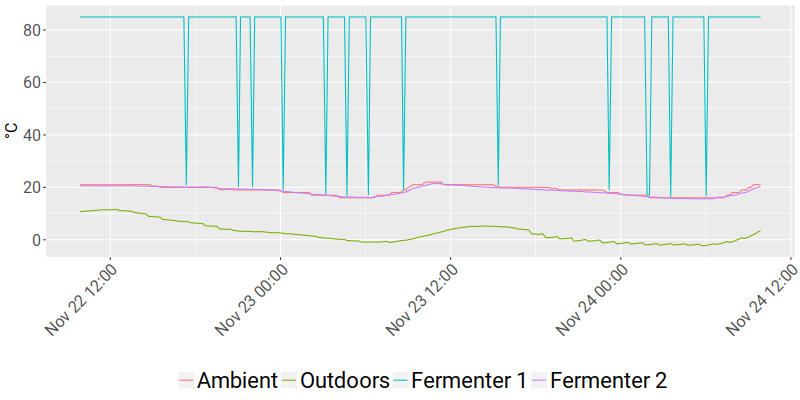 80
60
40
20
0
°C
Nov 22 12:00
Nov 23 00:00
Nov 23 12:00
Nov 24 00:00
Nov 24 12:00
Ambient Outdoors Fermenter 1 Fermenter 2